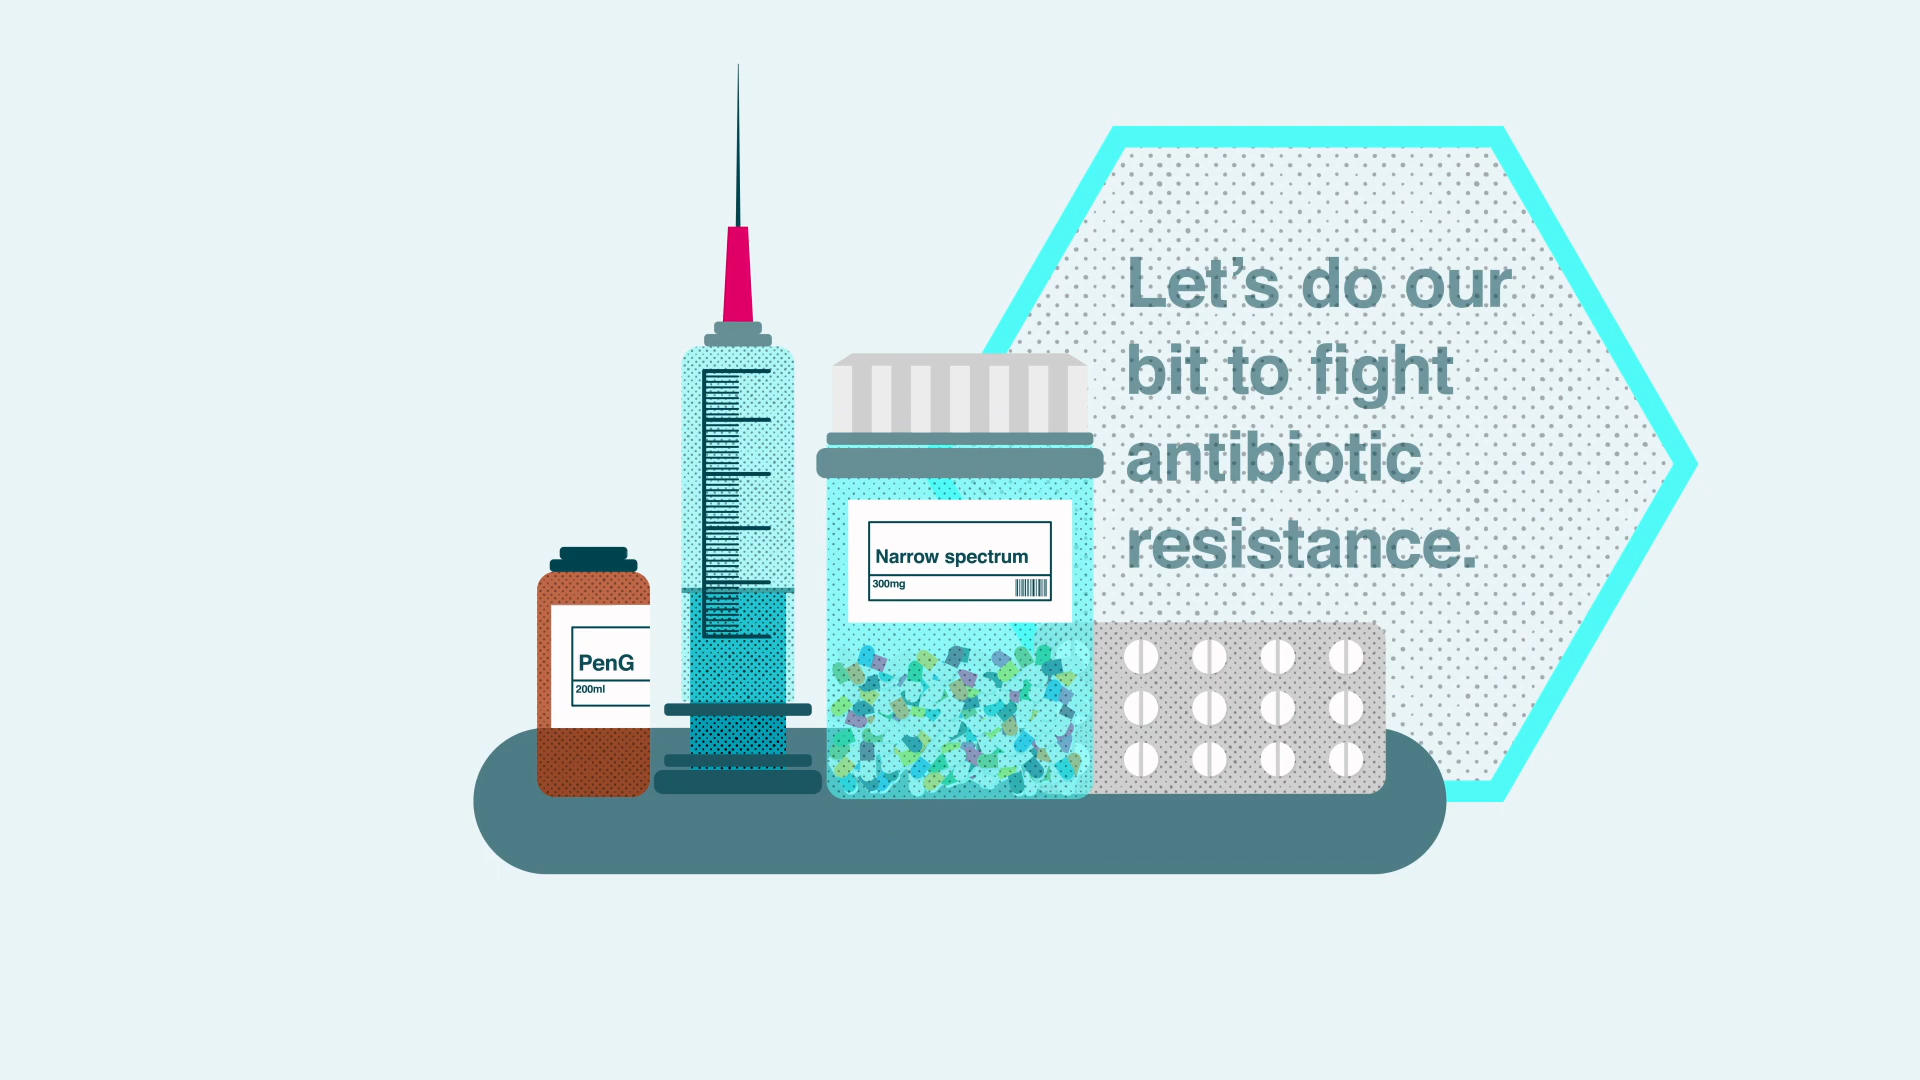 Let’s do our
bit to fight
antibiotic
resistance.
Narrow spectrum
300mg
PenG
200ml